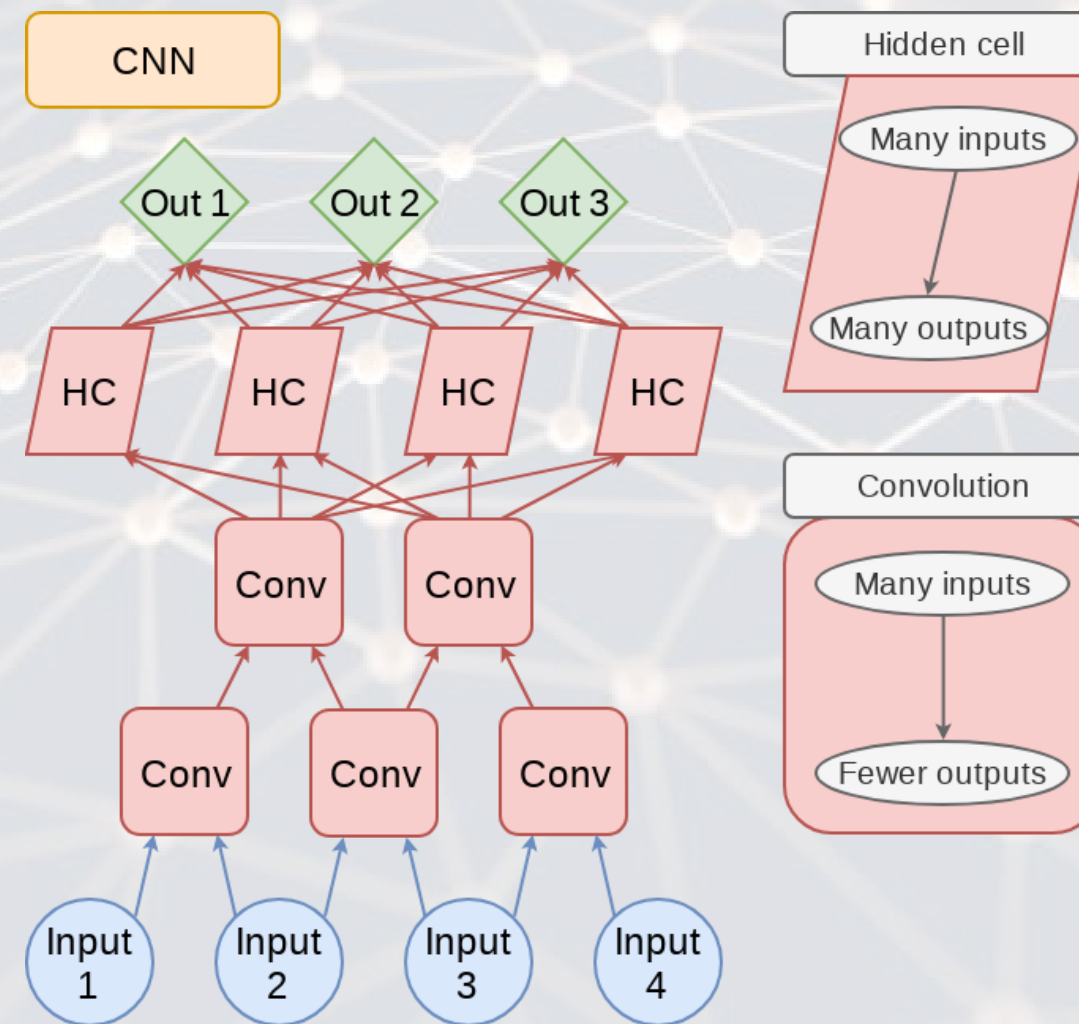 CNN
Out 1
Out 2
Out 3
HC
HC
HC
HC
Conv
Conv
Conv
Conv
Conv
Input
1
Input
2
Input
3
Input
4
Hidden cell
Many inputs
Many outputs
Convolution
Many inputs
Fewer outputs